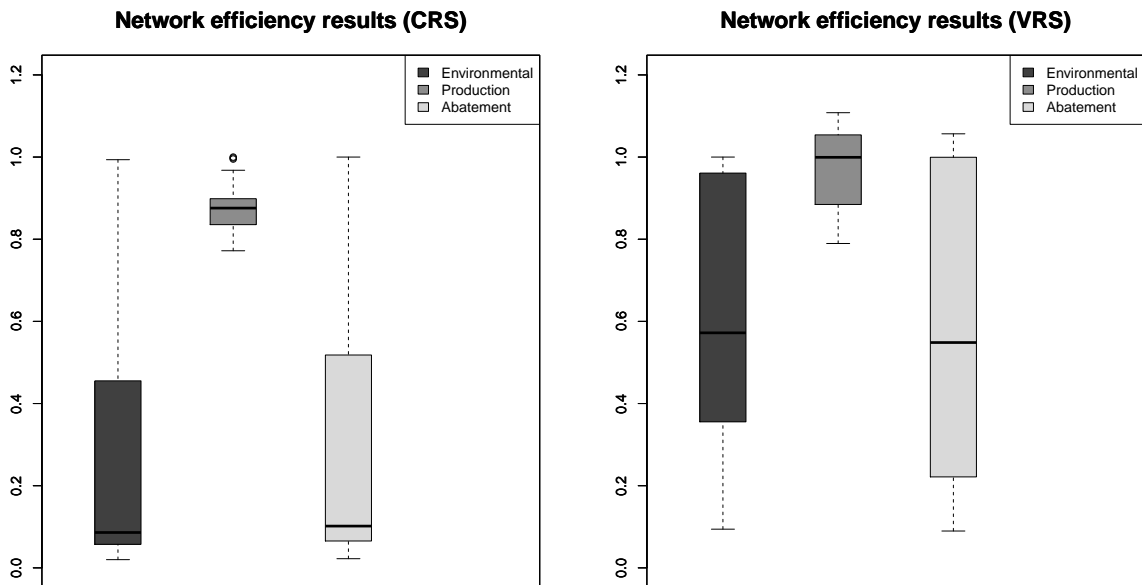 Network efficiency results (CRS)
1.2
1.0
0.8
0.6
0.4
0.2
0.0
Environmental
Production
Abatement
Network efficiency results (VRS)
1.2
1.0
0.8
0.6
0.4
0.2
0.0
Environmental
Production
Abatement